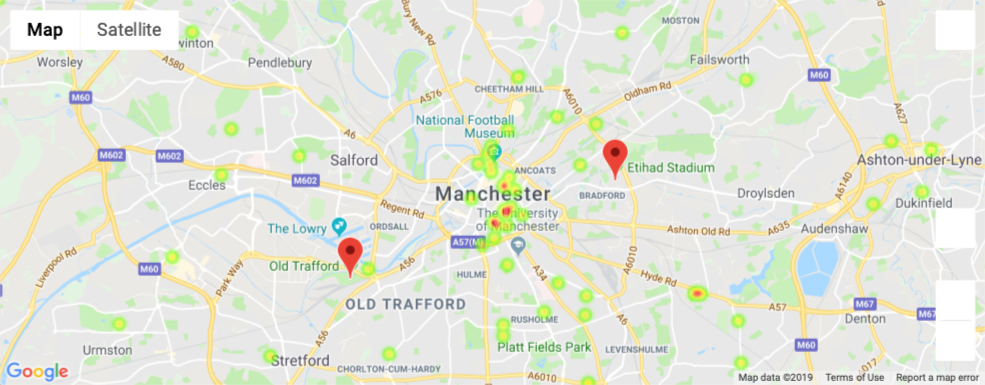 Map
Satellite
winton
Bury New Rd
MOSTON
Worsley
Pendlebury
Failsworth
A580
M60
M60
A576
CHEETHAM HILL
A6010
Oldham Rd
A627
National Football
Museum
A6
M602
M602
Salford
ANCOATS
Etihad Stadium
Ashton-under-Lyne
Eccles
M602
Manchester
BRADFORD
Droylsden
A6140
Dukinfield
Regent Rd
The University
of Manchester
The Lowry
ORDSALL
A57(M)
Ashton Old Rd
Audenshaw
A635
Liverpool Rd
M60
Park Way
Old Trafford
A56
HULME
A34
A6010
Hyde Rd
OLD TRAFFORD
A57
M67
M67
RUSHOLME
A6
Denton
A56
Urmston
Stretford
Platt Fields Park
LEVENSHULME
M60
CHORLTON-CUM-HARDY
A6010
Google
Map data ©2019
Terms of Use
Report a map error